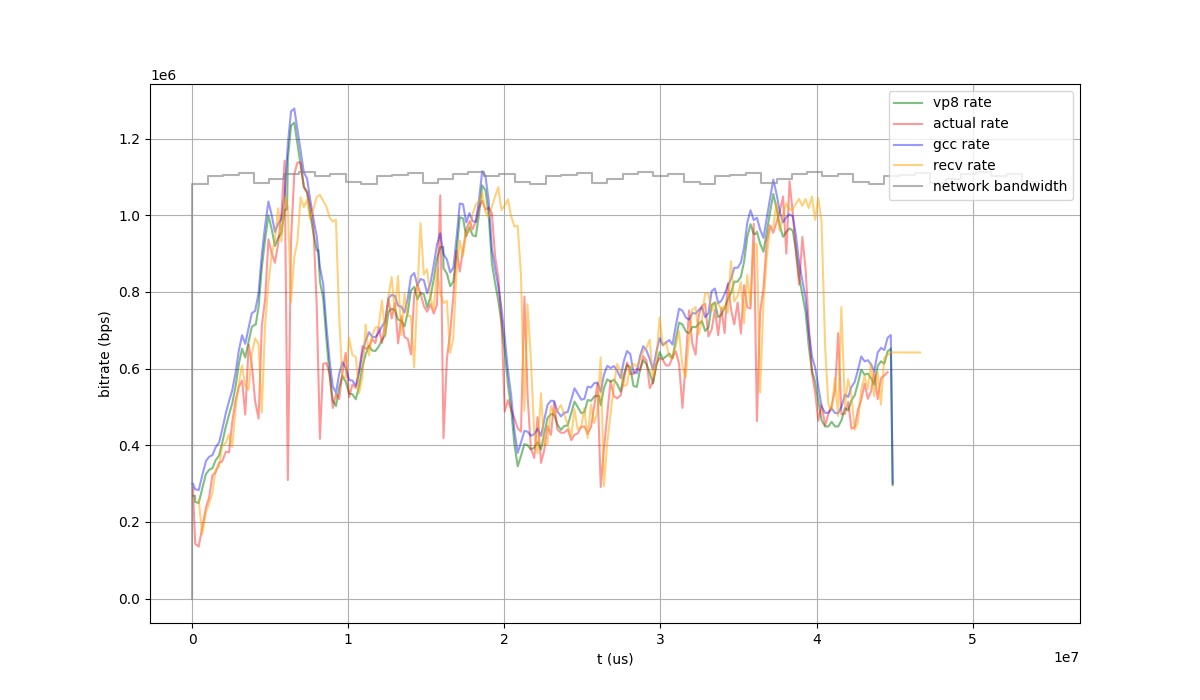 1e6
vp8 rate
actual rate
gcc rate
recv rate
network bandwidth
bitrate (bps)
1.2
1.0
0.8
0.6
0.4
0.2
0.0
0 1 2 3 4 5
t (us)
1e7